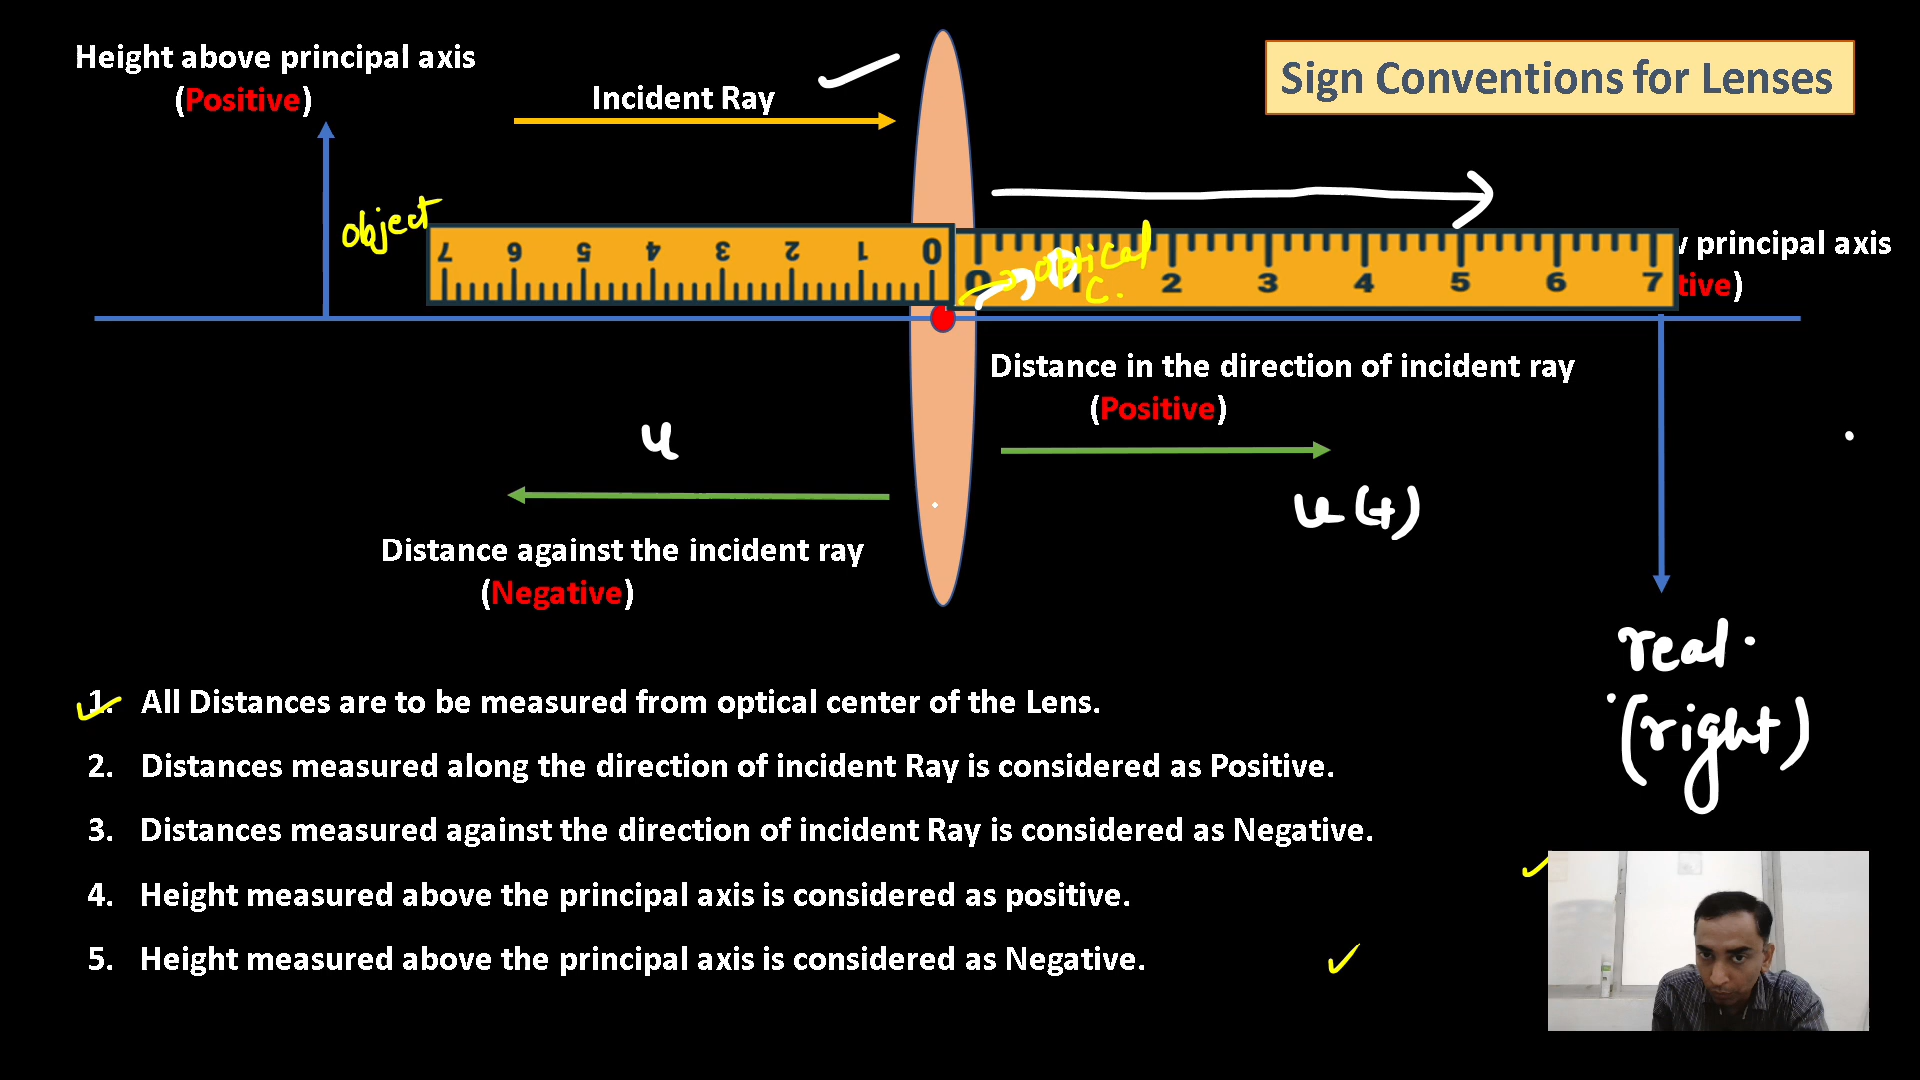 Height above principal axis
(Positive)
Incident Ray
Sign Conventions for Lenses
object
7 6 5 4 3 2 1 0
0 1 2 3 4 5 6 7
optical
c.
principal axis
tive)
Distance in the direction of incident ray
(Positive)
u
u (+)
Distance against the incident ray
(Negative)
real.
(right)
1. All Distances are to be measured from optical center of the Lens.
2. Distances measured along the direction of incident Ray is considered as Positive.
3. Distances measured against the direction of incident Ray is considered as Negative.
4. Height measured above the principal axis is considered as positive.
5. Height measured above the principal axis is considered as Negative.